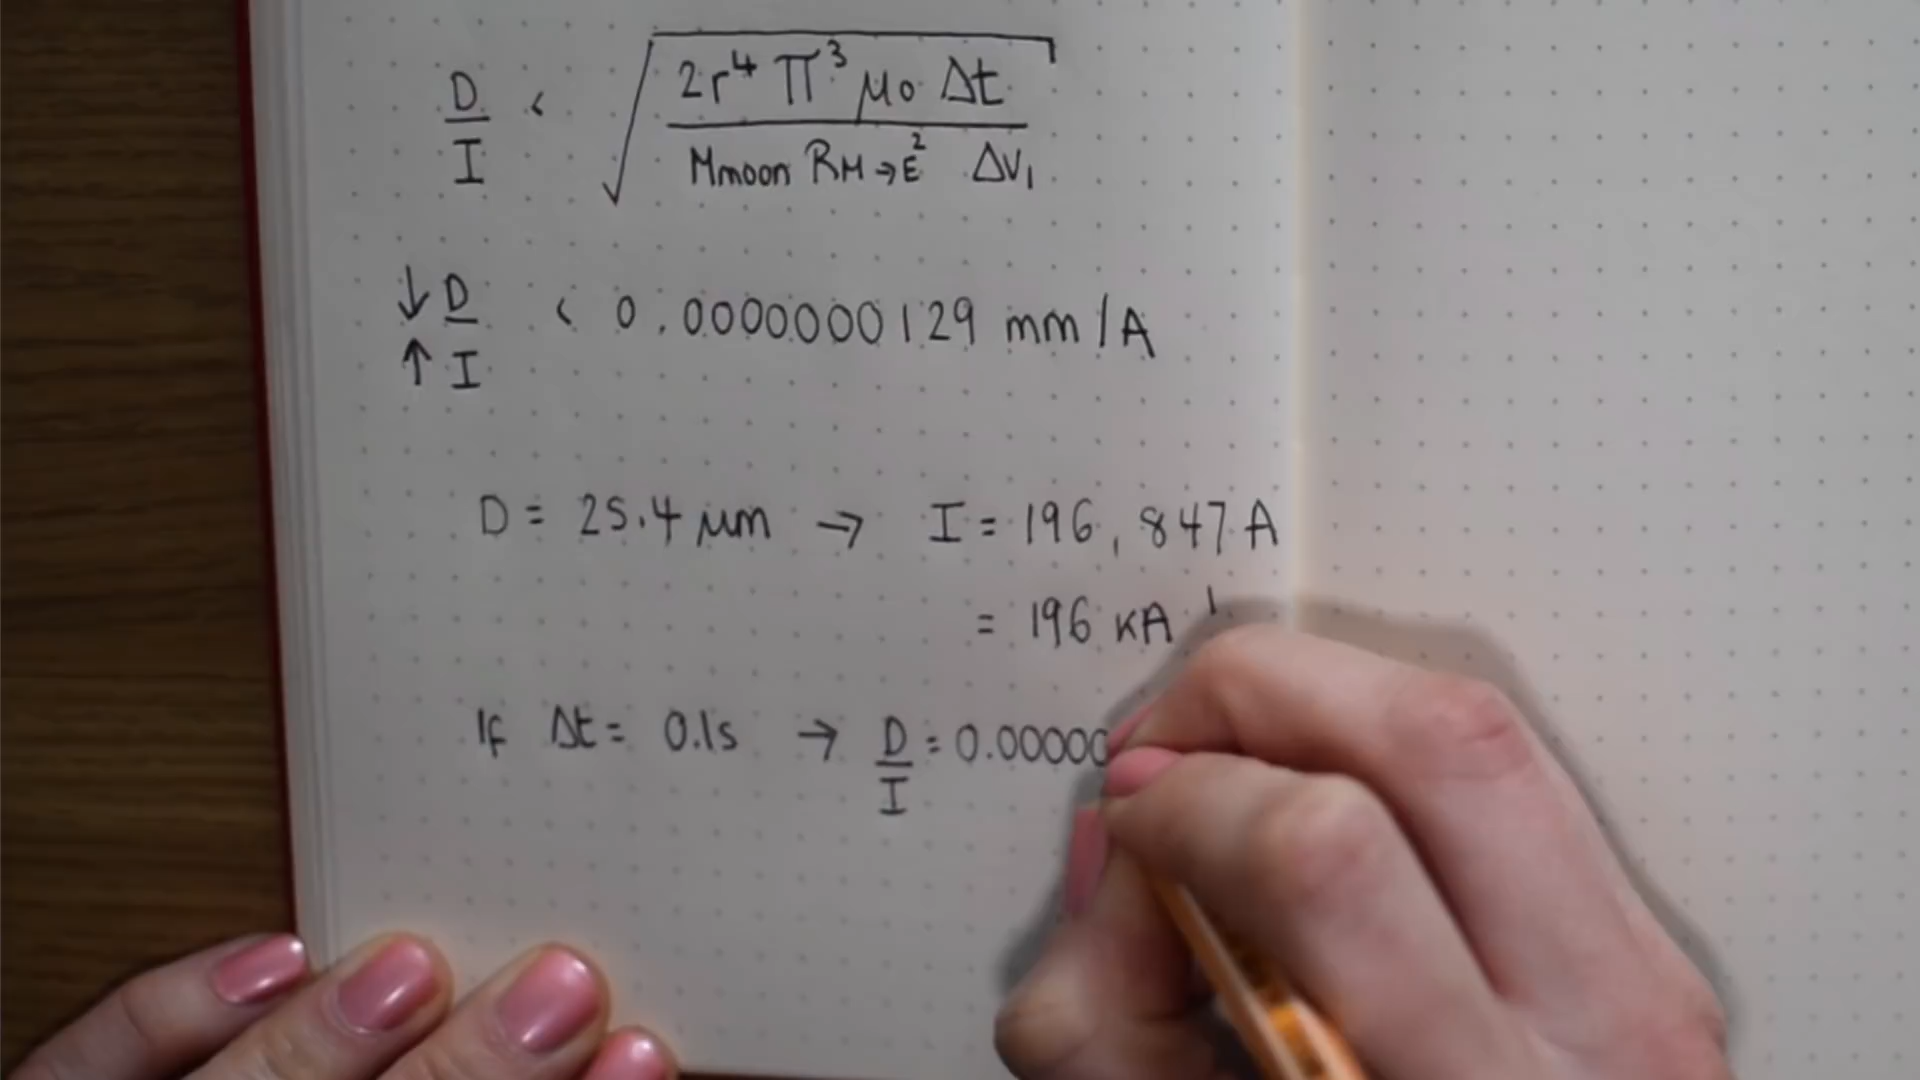 D/I < √(2r⁴ π³ μ₀ Δt / Mmoon RM→E² ΔV₁)
↓D/↑I < 0.0000000129 mm/A
D = 25.4 μm → I = 196,847 A
= 196 kA
If Δt = 0.1s → D/I = 0.00000